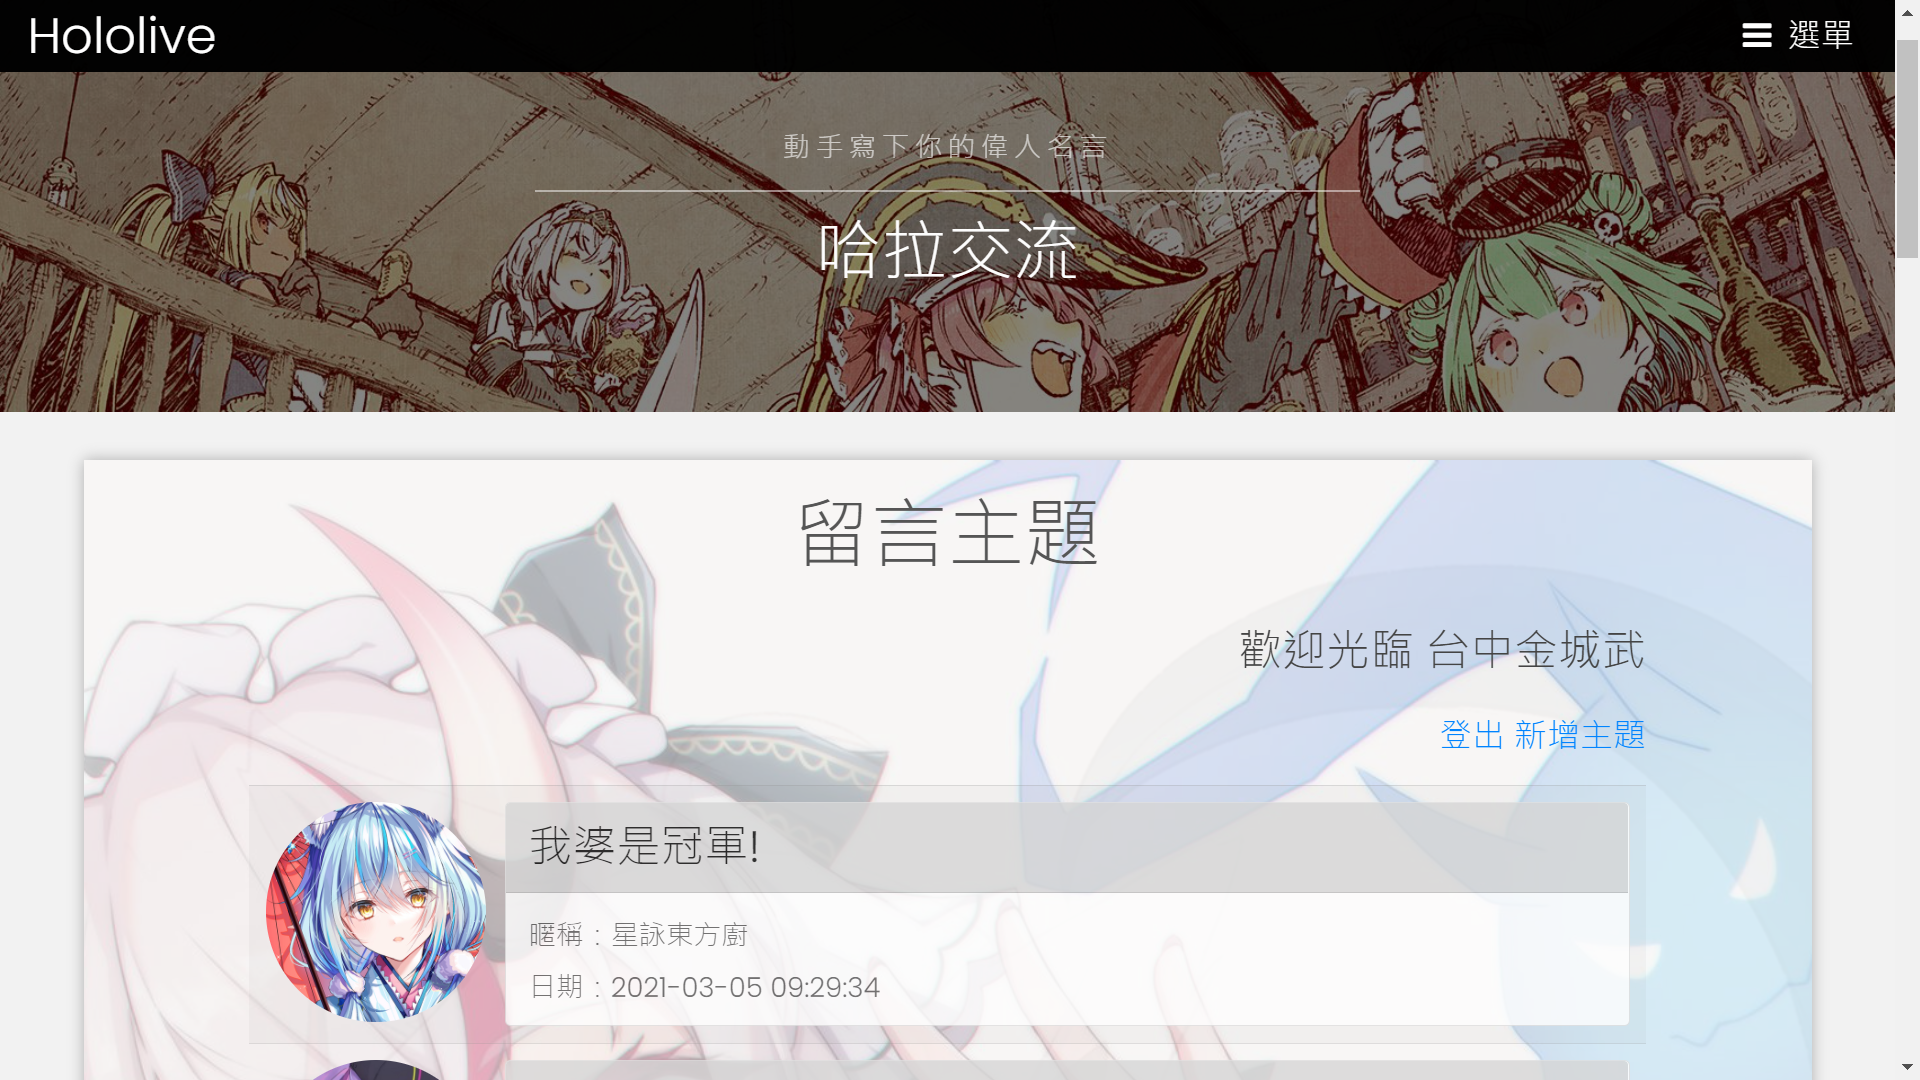 Hololive
選單
動手寫下你的偉人名言
哈拉交流
留言主題
歡迎光臨 台中金城武
登出 新增主題
我婆是冠軍!
暱稱：星詠東方廚
日期：2021-03-05 09:29:34